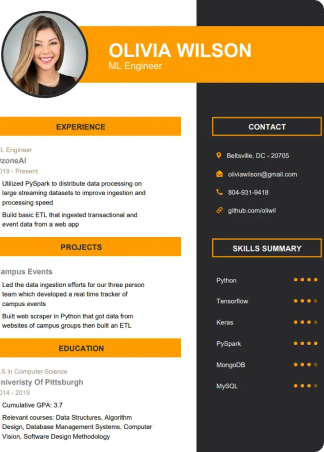 OLIVIA WILSON
ML Engineer
EXPERIENCE
L Engineer
zoneAI
019 - Present
Utilized PySpark to distribute data processing on
large streaming datasets to improve ingestion and
processing speed
Build basic ETL that ingested transactional and
event data from a web app
PROJECTS
ampus Events
Led the data ingestion efforts for our three person
team which developed a real time tracker of
campus events
Built web scraper in Python that got data from
websites of campus groups then built an ETL
EDUCATION
.S in Computer Science
niveristy Of Pittsburgh
014 - 2019
Cumulative GPA: 3.7
Relevant courses: Data Structures, Algorithm
Design, Database Management Systems, Computer
Vision, Software Design Methodology
CONTACT
Beltsville, DC - 20705
oliviawilson@gmail.com
804-931-9418
github.com/oliwil
SKILLS SUMMARY
Python
Tensorflow
Keras
PySpark
MongoDB
MySQL